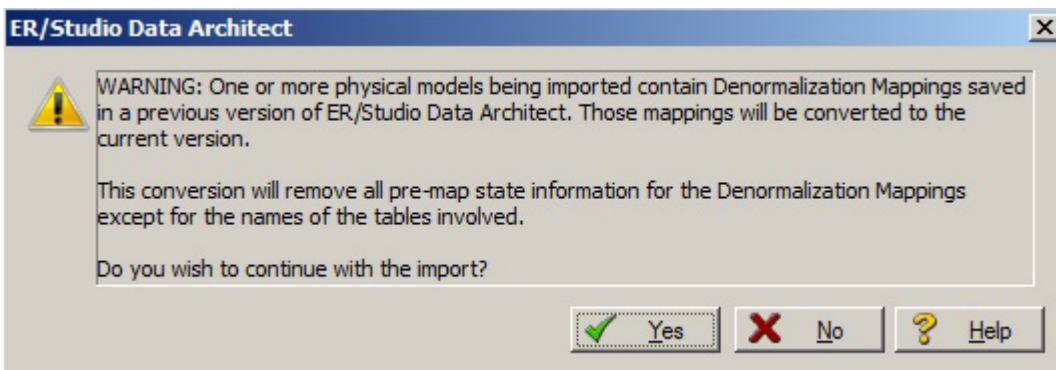 ER/Studio Data Architect
WARNING: One or more physical models being imported contain Denormalization Mappings saved
in a previous version of ER/Studio Data Architect. Those mappings will be converted to the
current version.
This conversion will remove all pre-map state information for the Denormalization Mappings
except for the names of the tables involved.
Do you wish to continue with the import?
Yes No Help